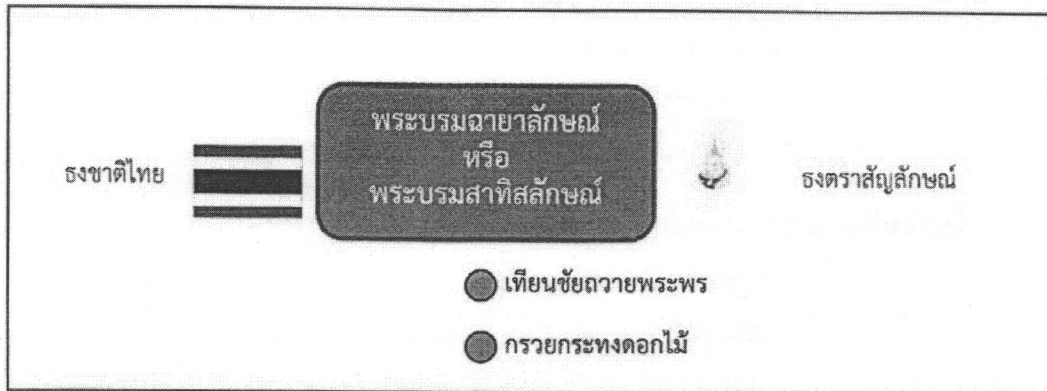 พระบรมฉายาลักษณ์
หรือ
พระบรมสาทิสลักษณ์
ธงชาติไทย
ธงตราสัญลักษณ์
เทียนชัยถวายพระพร
กรวยกระทงดอกไม้